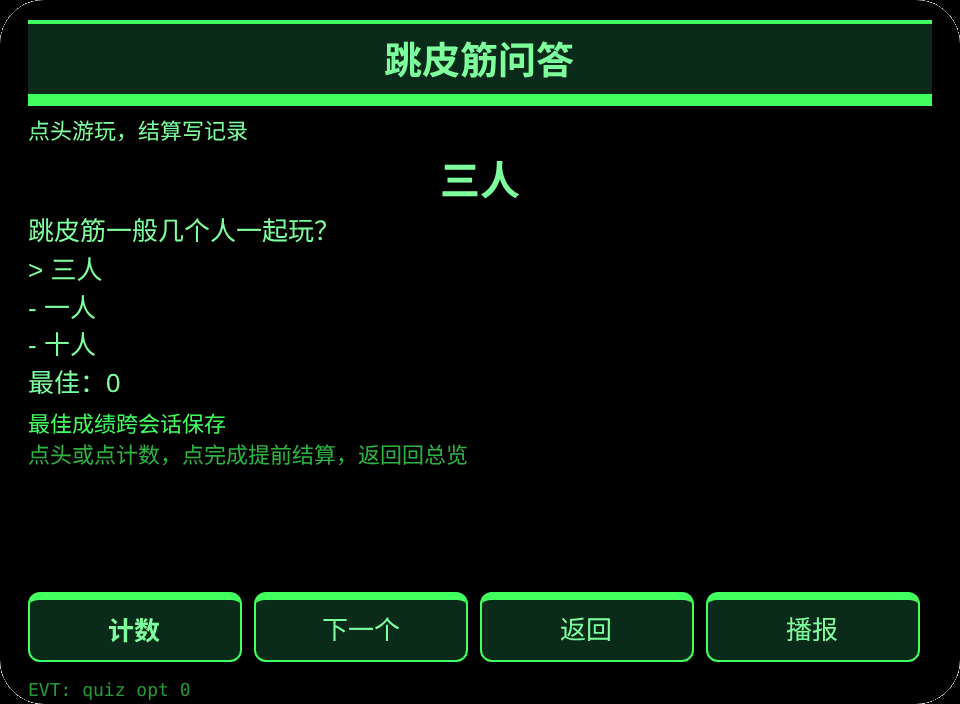 跳皮筋问答
点头游玩，结算写记录
三人
跳皮筋一般几个人一起玩？
> 三人
- 一人
- 十人
最佳：0
最佳成绩跨会话保存
点头或点计数，点完成提前结算，返回回总览
计数 下一个 返回 播报
EVT: quiz opt 0